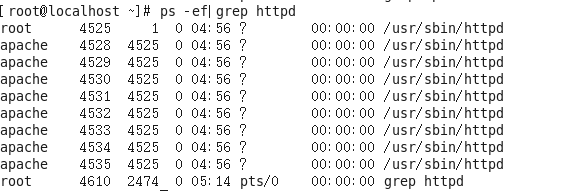 [root@localhost ~]# ps -ef|grep httpd
root 4525 1 0 04:56 ? 00:00:00 /usr/sbin/httpd
apache 4528 4525 0 04:56 ? 00:00:00 /usr/sbin/httpd
apache 4529 4525 0 04:56 ? 00:00:00 /usr/sbin/httpd
apache 4530 4525 0 04:56 ? 00:00:00 /usr/sbin/httpd
apache 4531 4525 0 04:56 ? 00:00:00 /usr/sbin/httpd
apache 4532 4525 0 04:56 ? 00:00:00 /usr/sbin/httpd
apache 4533 4525 0 04:56 ? 00:00:00 /usr/sbin/httpd
apache 4534 4525 0 04:56 ? 00:00:00 /usr/sbin/httpd
apache 4535 4525 0 04:56 ? 00:00:00 /usr/sbin/httpd
root 4610 2474 0 05:14 pts/0 00:00:00 grep httpd